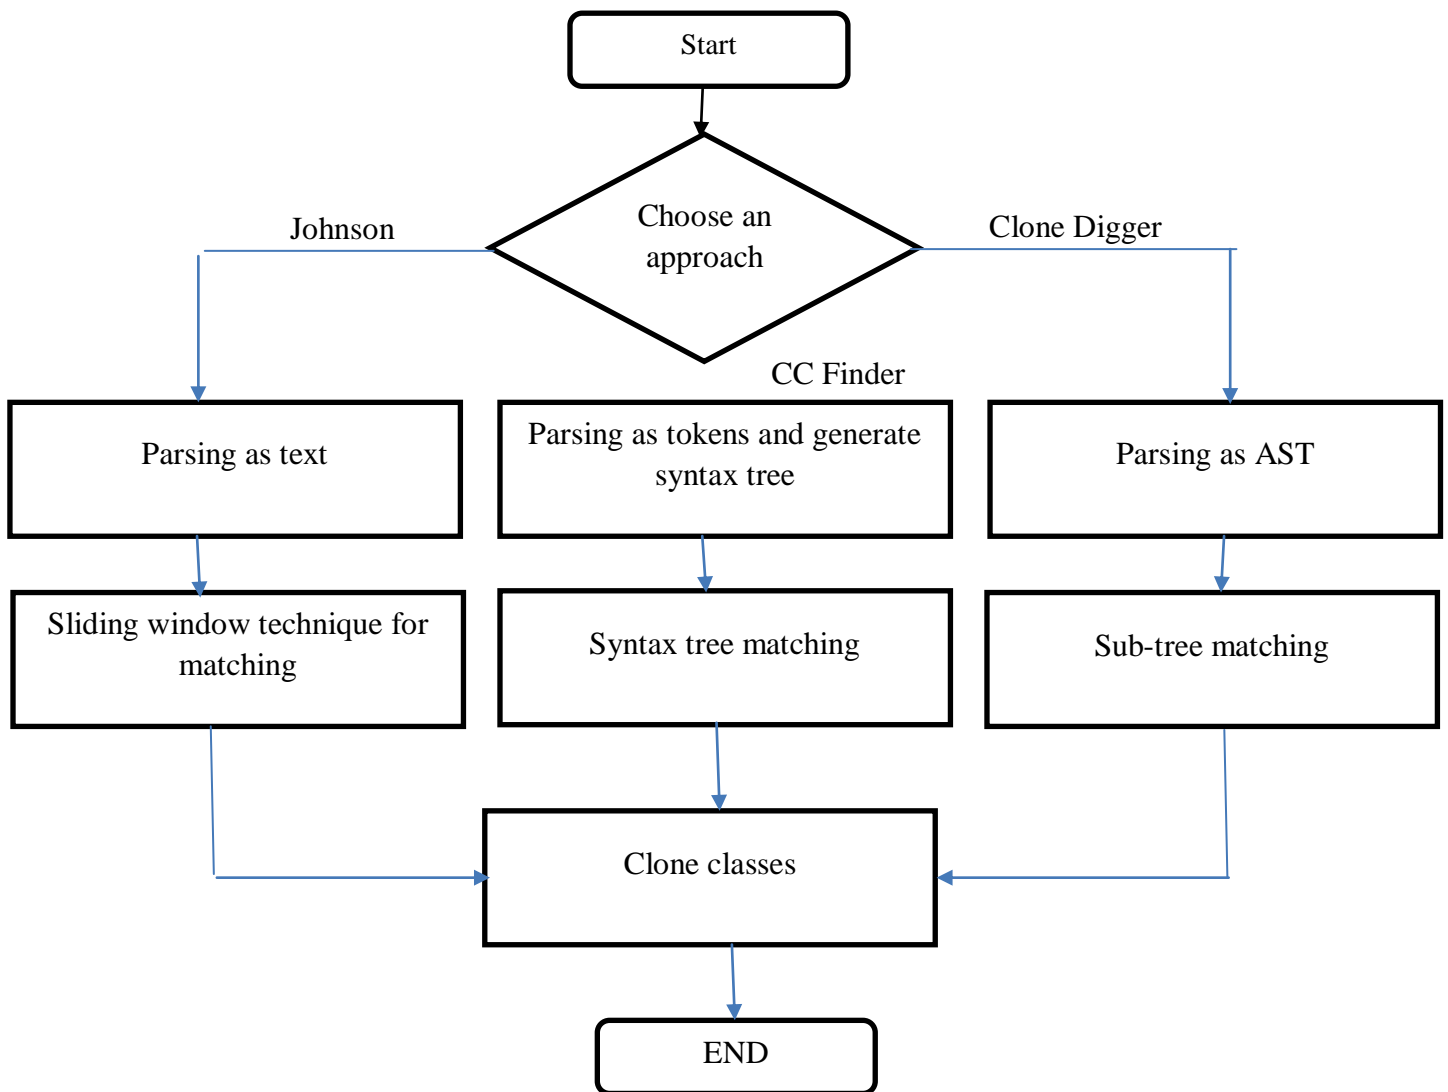 Start
Choose an
approach
Johnson
Clone Digger
CC Finder
Parsing as text
Parsing as tokens and generate
syntax tree
Parsing as AST
Sliding window technique for
matching
Syntax tree matching
Sub-tree matching
Clone classes
END